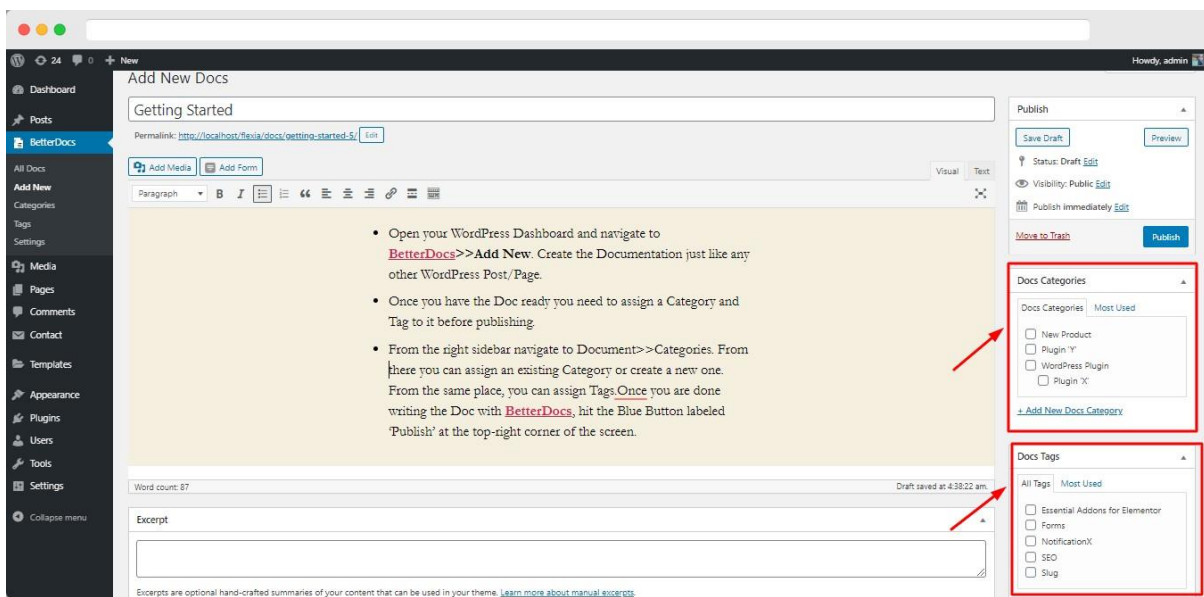 24 0 New Howdy, admin
Dashboard
Posts
BetterDocs
All Docs
Add New
Categories
Tags
Settings
Media
Pages
Comments
Contact
Templates
Appearance
Plugins
Users
Tools
Settings
Collapse menu
Add New Docs
Getting Started
Permalink: http://localhost/flexia/docs/getting-started-5/ Edit
Add Media Add Form Visual Text
Paragraph B I
Open your WordPress Dashboard and navigate to
BetterDocs>>Add New. Create the Documentation just like any
other WordPress Post/Page.
Once you have the Doc ready you need to assign a Category and
Tag to it before publishing.
From the right sidebar navigate to Document>>Categories. From
there you can assign an existing Category or create a new one.
From the same place, you can assign Tags.Once you are done
writing the Doc with BetterDocs, hit the Blue Button labeled
‘Publish’ at the top-right corner of the screen.
Word count: 87 Draft saved at 4:38:22 am.
Excerpt
Excerpts are optional hand-crafted summaries of your content that can be used in your theme. Learn more about manual excerpts.
Publish
Save Draft Preview
Status: Draft Edit
Visibility: Public Edit
Publish immediately Edit
Move to Trash Publish
Docs Categories
Docs Categories Most Used
New Product
Plugin 'Y'
WordPress Plugin
Plugin 'X'
+ Add New Docs Category
Docs Tags
All Tags Most Used
Essential Addons for Elementor
Forms
NotificationX
SEO
Slug